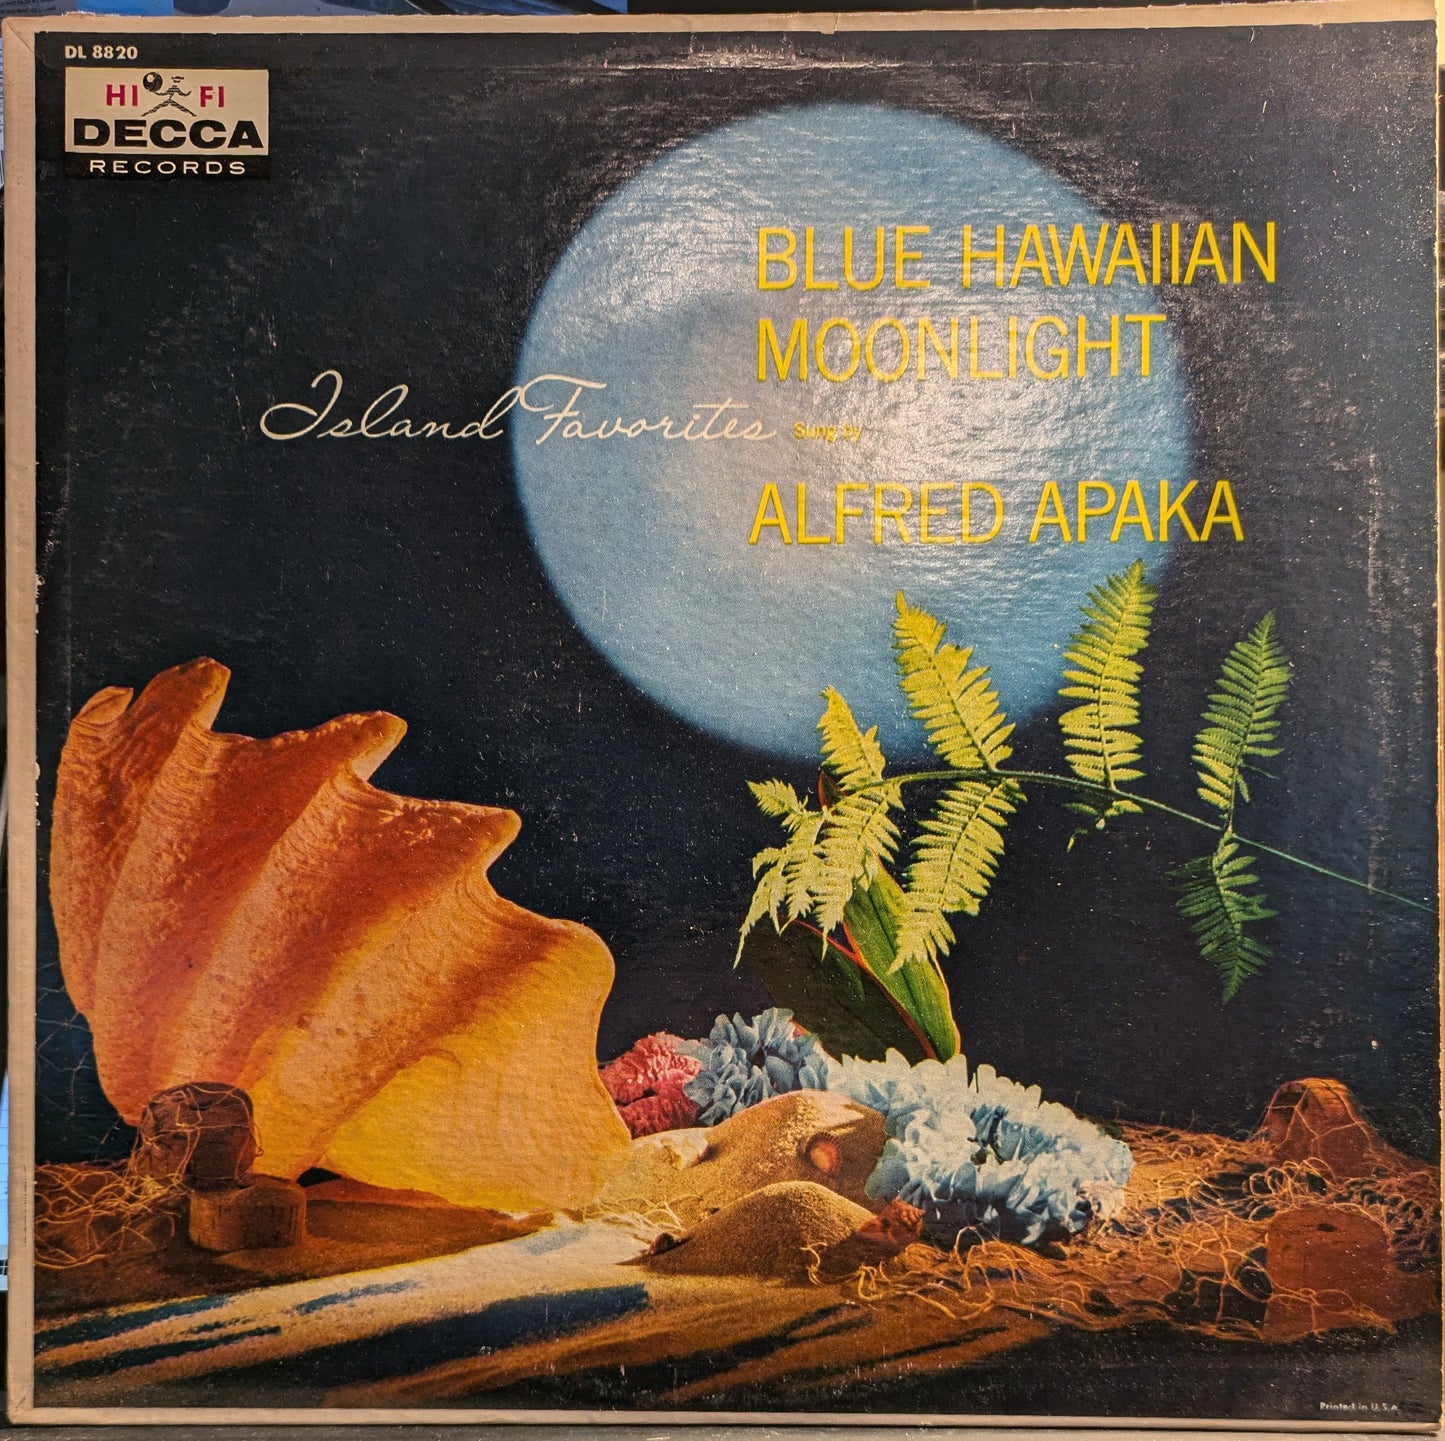 DL 8820
HI FI
DECCA
RECORDS
BLUE HAWAIIAN
MOONLIGHT
Island Favorites Sung by
ALFRED APAKA
Printed in U.S.A.